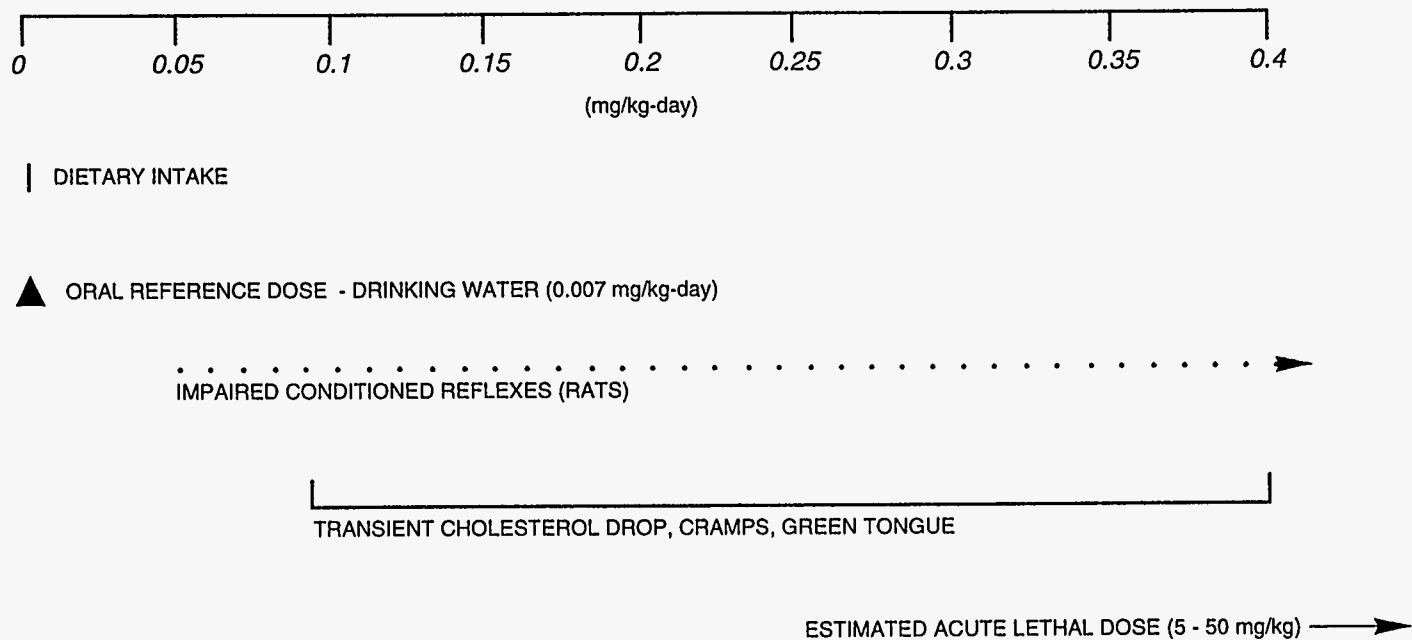 0 0.05 0.1 0.15 0.2 0.25 0.3 0.35 0.4
(mg/kg-day)
DIETARY INTAKE
ORAL REFERENCE DOSE - DRINKING WATER (0.007 mg/kg-day)
IMPAIRED CONDITIONED REFLEXES (RATS)
TRANSIENT CHOLESTEROL DROP, CRAMPS, GREEN TONGUE
ESTIMATED ACUTE LETHAL DOSE (5 - 50 mg/kg)